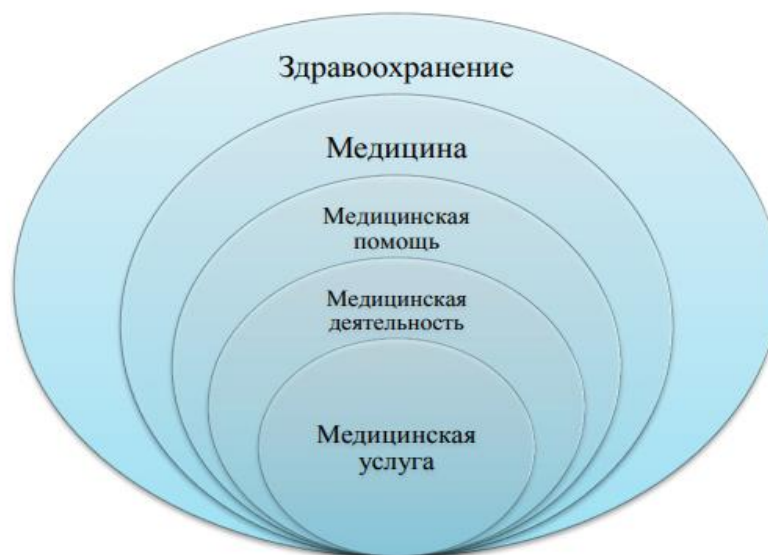 Здравоохранение
Медицина
Медицинская
помощь
Медицинская
деятельность
Медицинская
услуга